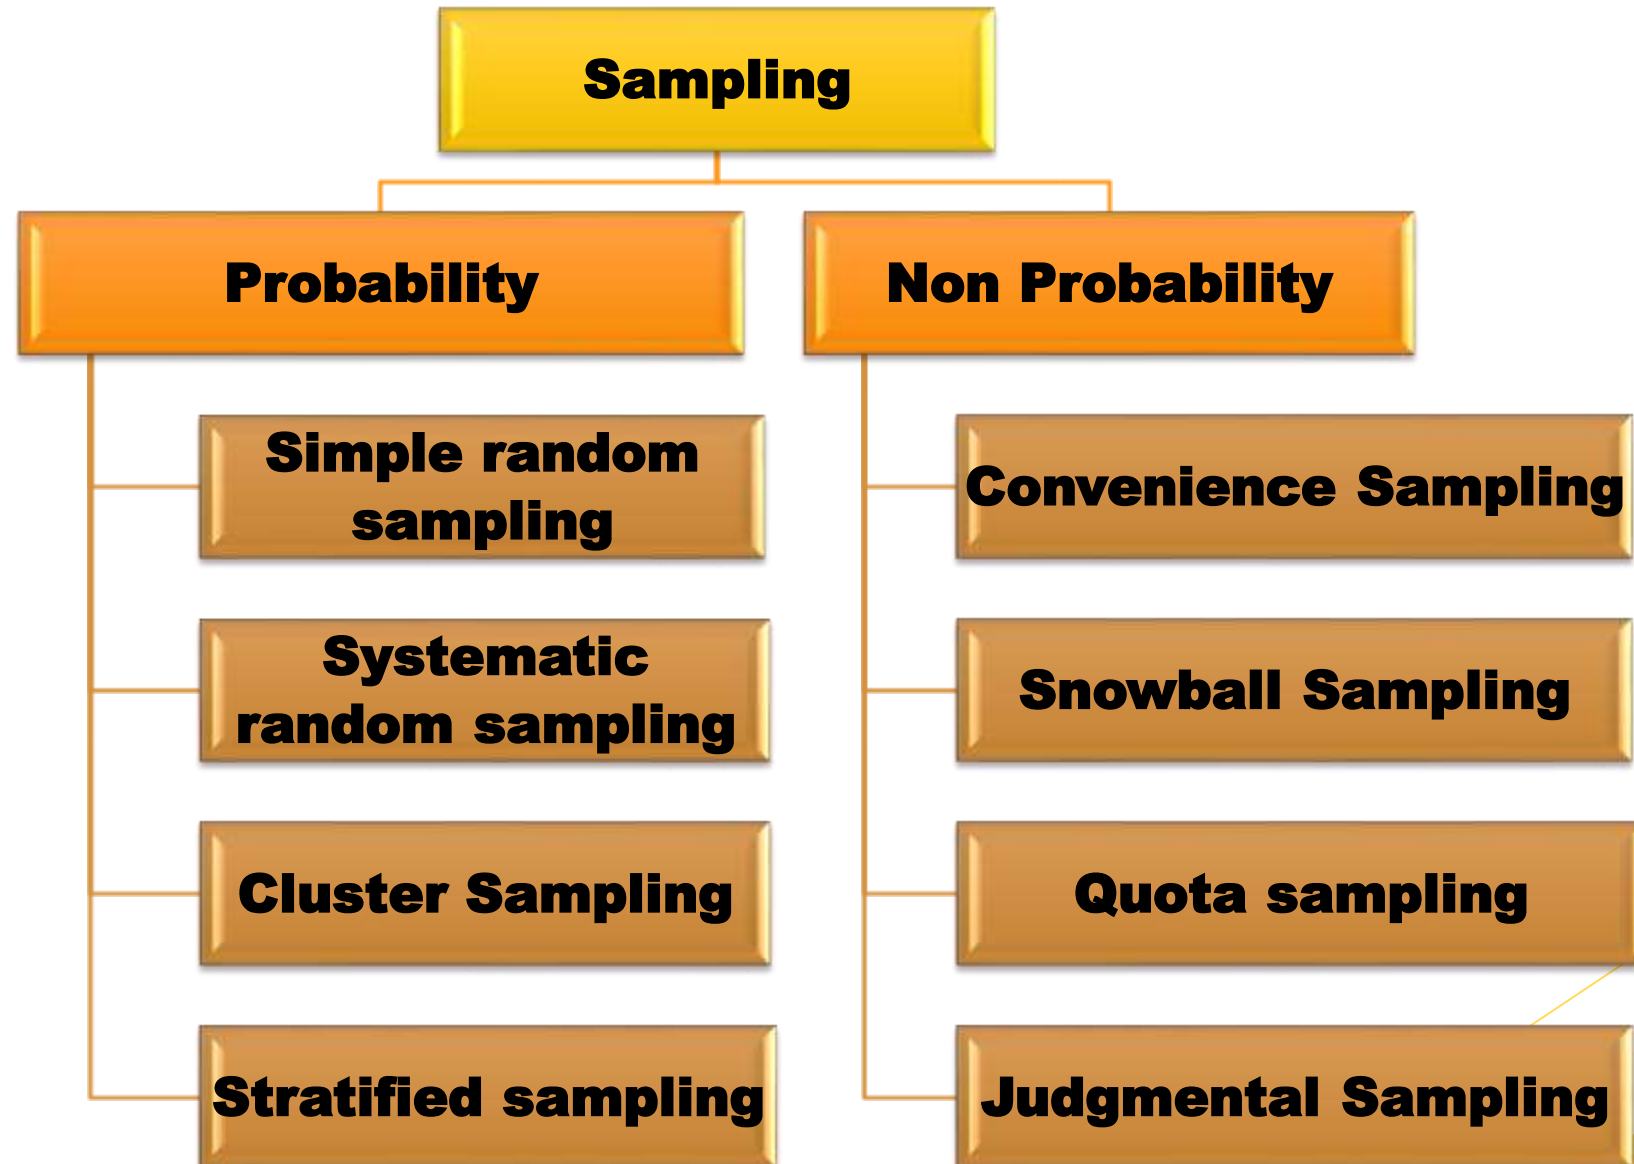 Sampling
Probability
Non Probability
Simple random
sampling
Systematic
random sampling
Cluster Sampling
Stratified sampling
Convenience Sampling
Snowball Sampling
Quota sampling
Judgmental Sampling